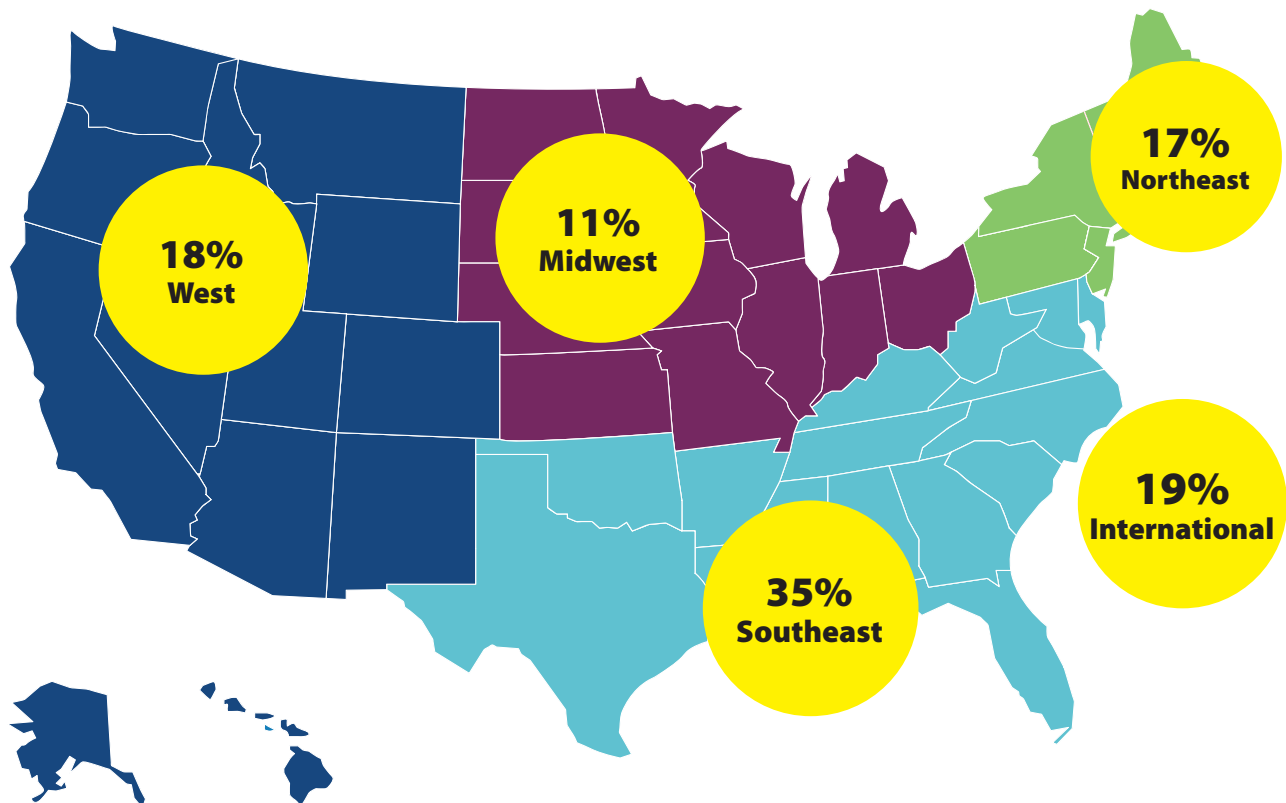 17%
Northeast
11%
Midwest
18%
West
19%
International
35%
Southeast